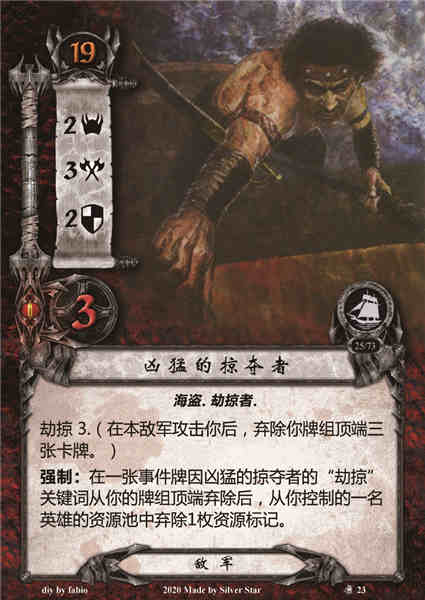 19
2
3
2
3
25/73
凶猛的掠夺者
海盗. 劫掠者.
劫掠 3.（在本敌军攻击你后，弃除你牌组顶端三
张卡牌。）
强制：在一张事件牌因凶猛的掠夺者的“劫掠”
关键词从你的牌组顶端弃除后，从你控制的一名
英雄的资源池中弃除1枚资源标记。
敌军
diy by fabio 2020 Made by Silver Star 23